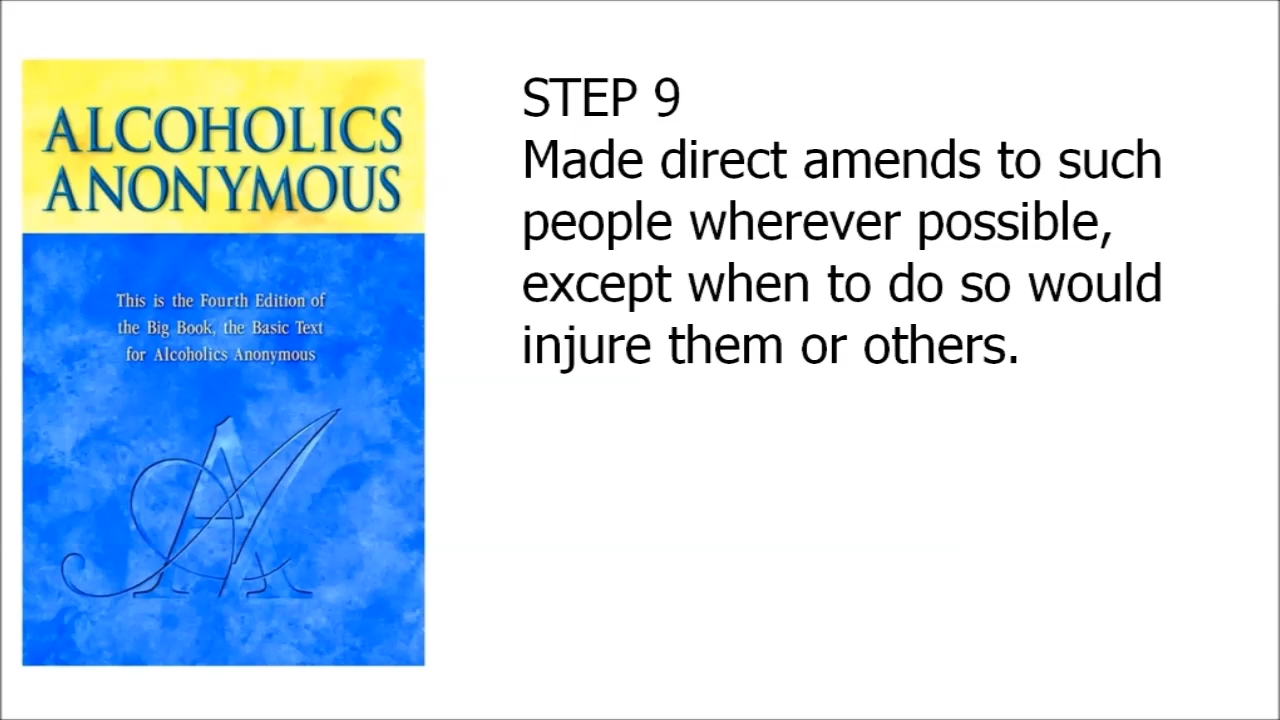 ALCOHOLICS
ANONYMOUS
This is the Fourth Edition of
the Big Book, the Basic Text
for Alcoholics Anonymous
AA
STEP 9
Made direct amends to such
people wherever possible,
except when to do so would
injure them or others.